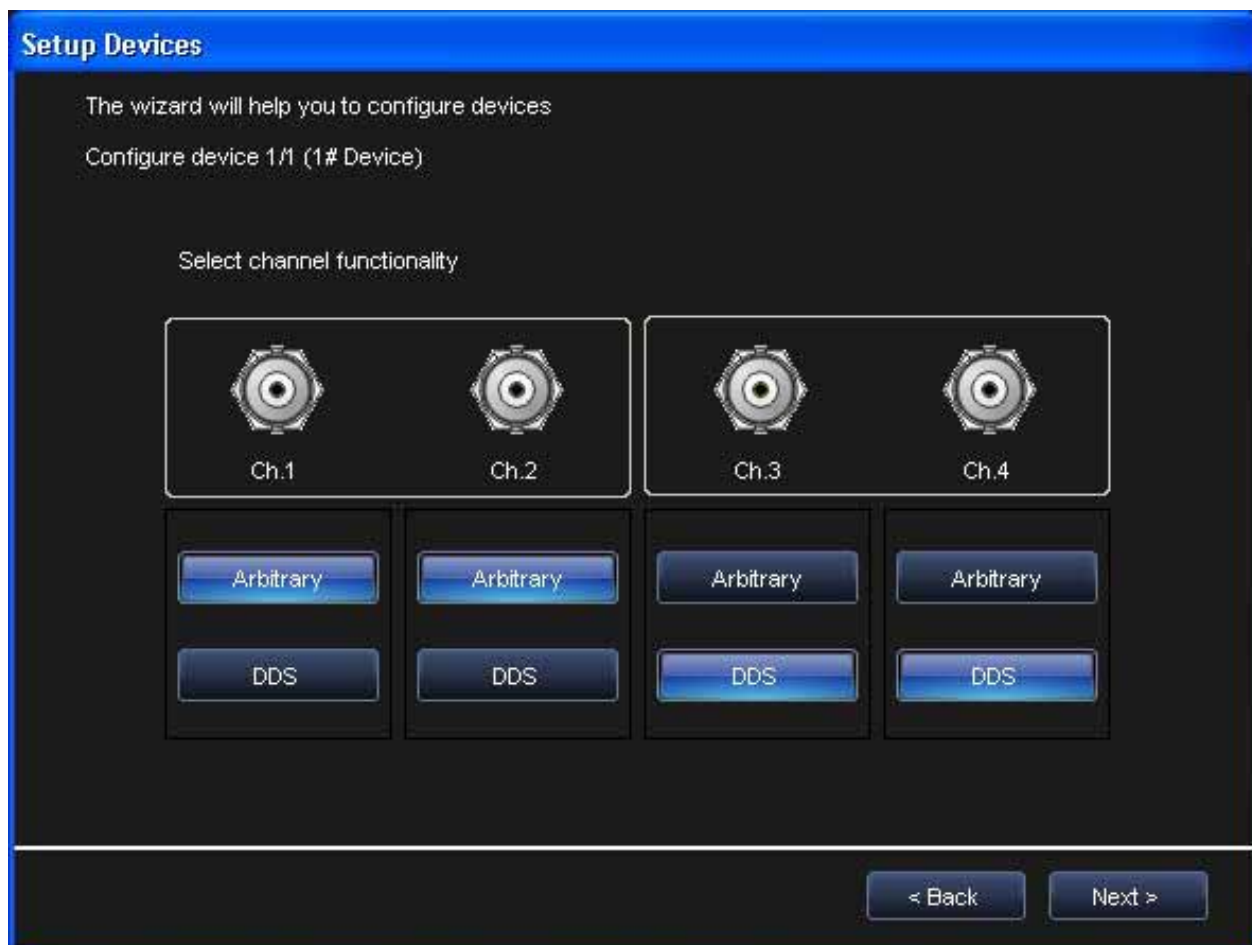 Setup Devices
The wizard will help you to configure devices
Configure device 1/1 (1# Device)
Select channel functionality
Ch.1 Ch.2 Ch.3 Ch.4
Arbitrary Arbitrary Arbitrary Arbitrary
DDS DDS DDS DDS
< Back Next >